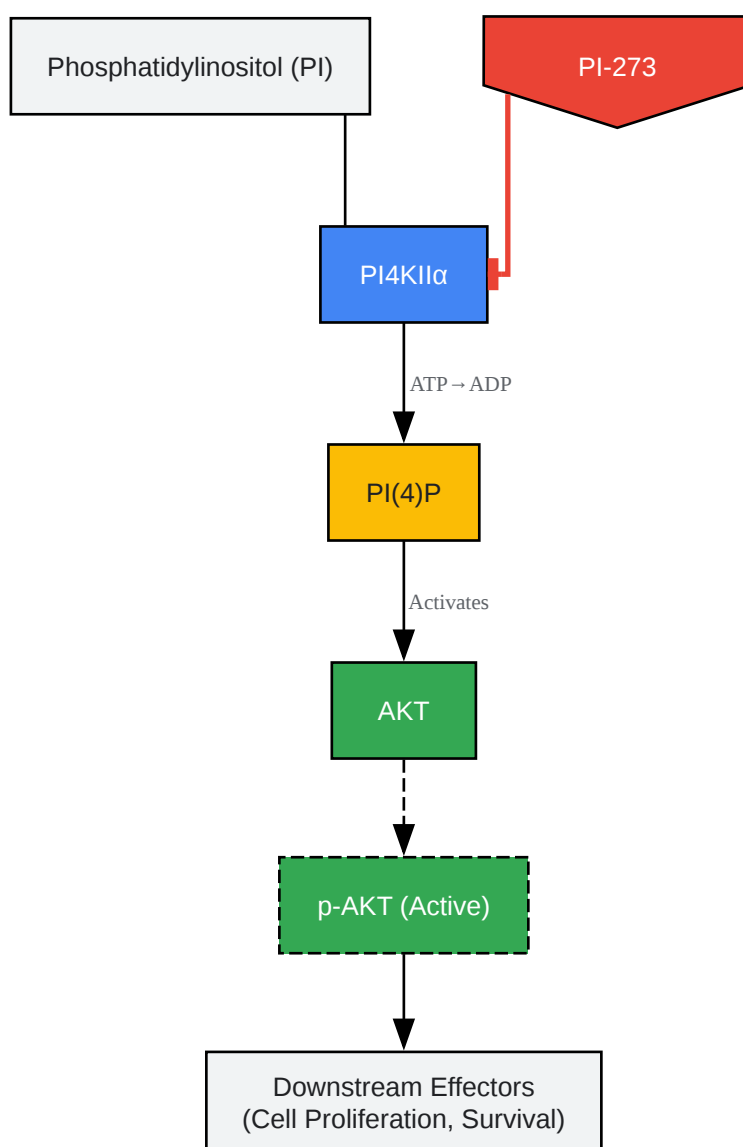 Phosphatidylinositol (PI)
PI-273
PI4KIIα
ATP→ADP
PI(4)P
Activates
AKT
p-AKT (Active)
Downstream Effectors
(Cell Proliferation, Survival)